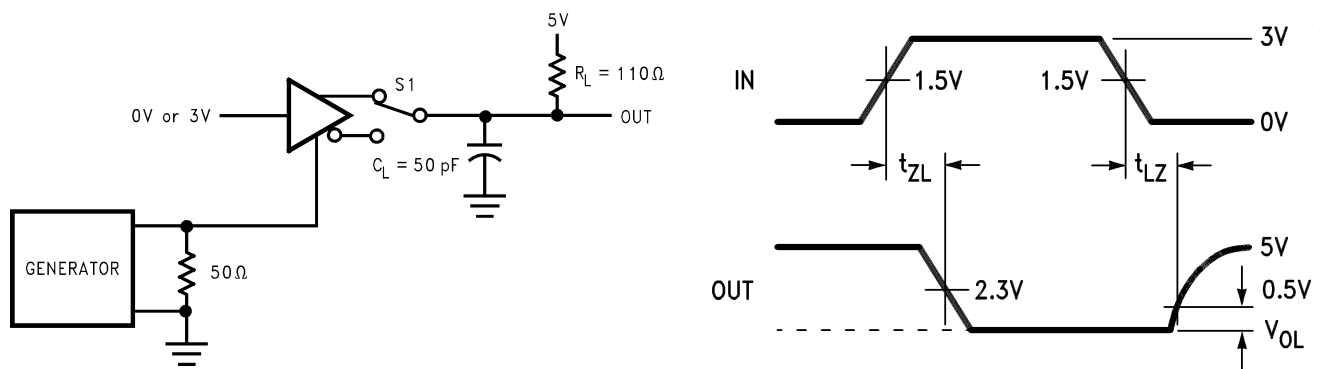 5V
R_L = 110Ω
S1
0V or 3V
OUT
C_L = 50 pF
GENERATOR
50Ω
3V
IN
1.5V
1.5V
0V
t_ZL
t_LZ
5V
OUT
2.3V
0.5V
V_OL